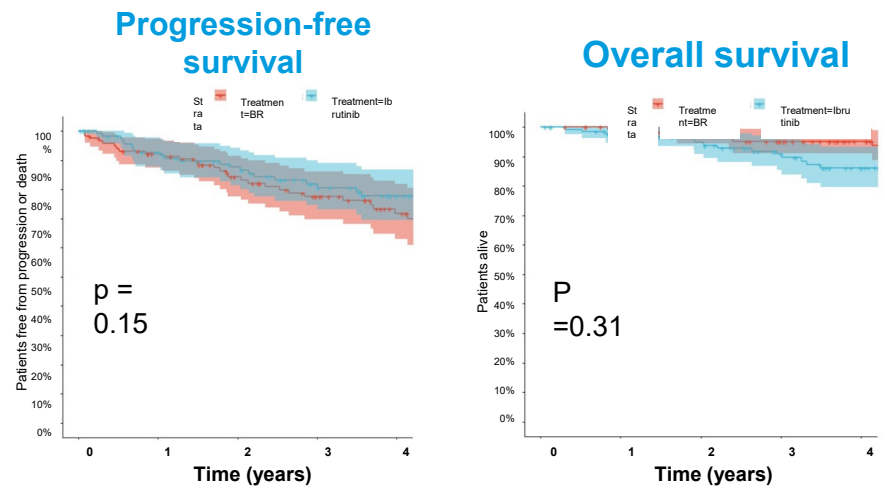 Progression-free
survival
St
ra
ta
Treatmen
t=BR
Treatment=Ib
rutinib
Patients free from progression or death
100
%
90%
80%
70%
60%
50%
40%
30%
20%
10%
0%
p =
0.15
0 1 2 3 4
Time (years)
Overall survival
St
ra
ta
Treatme
nt=BR
Treatment=Ibru
tinib
Patients alive
100%
90%
80%
70%
60%
50%
40%
30%
20%
10%
0%
P
=0.31
0 1 2 3 4
Time (years)